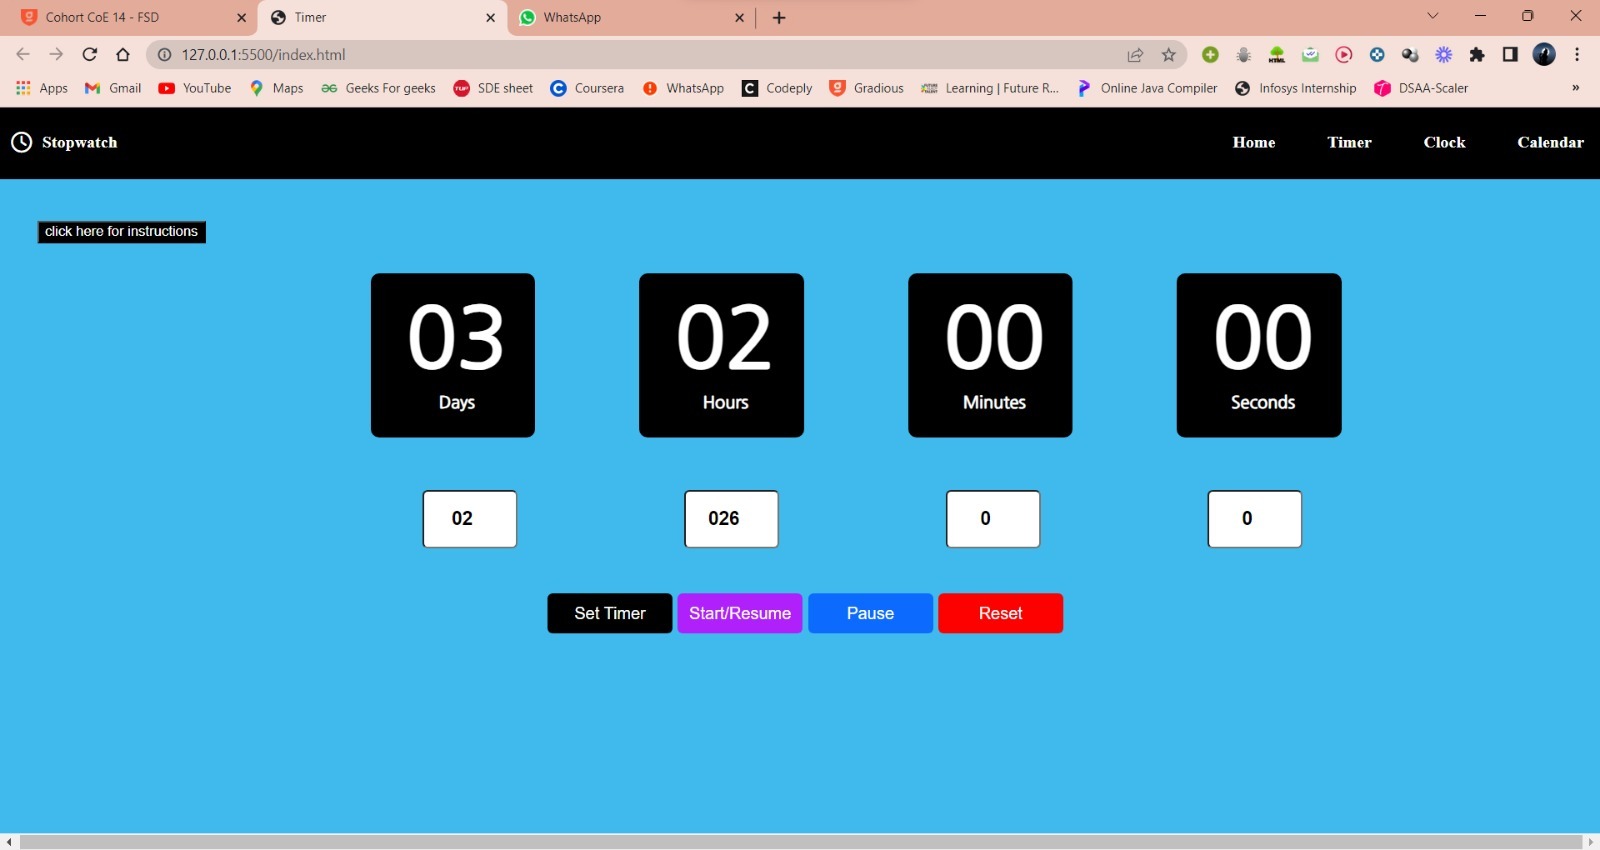 Cohort CoE 14 - FSD Timer WhatsApp
127.0.0.1:5500/index.html
Apps Gmail YouTube Maps Geeks For geeks SDE sheet Coursera WhatsApp Codeply Gradious Learning | Future R... Online Java Compiler Infosys Internship DSAA-Scaler »
Stopwatch Home Timer Clock Calendar
click here for instructions
03 02 00 00
Days Hours Minutes Seconds
02 026 0 0
Set Timer Start/Resume Pause Reset